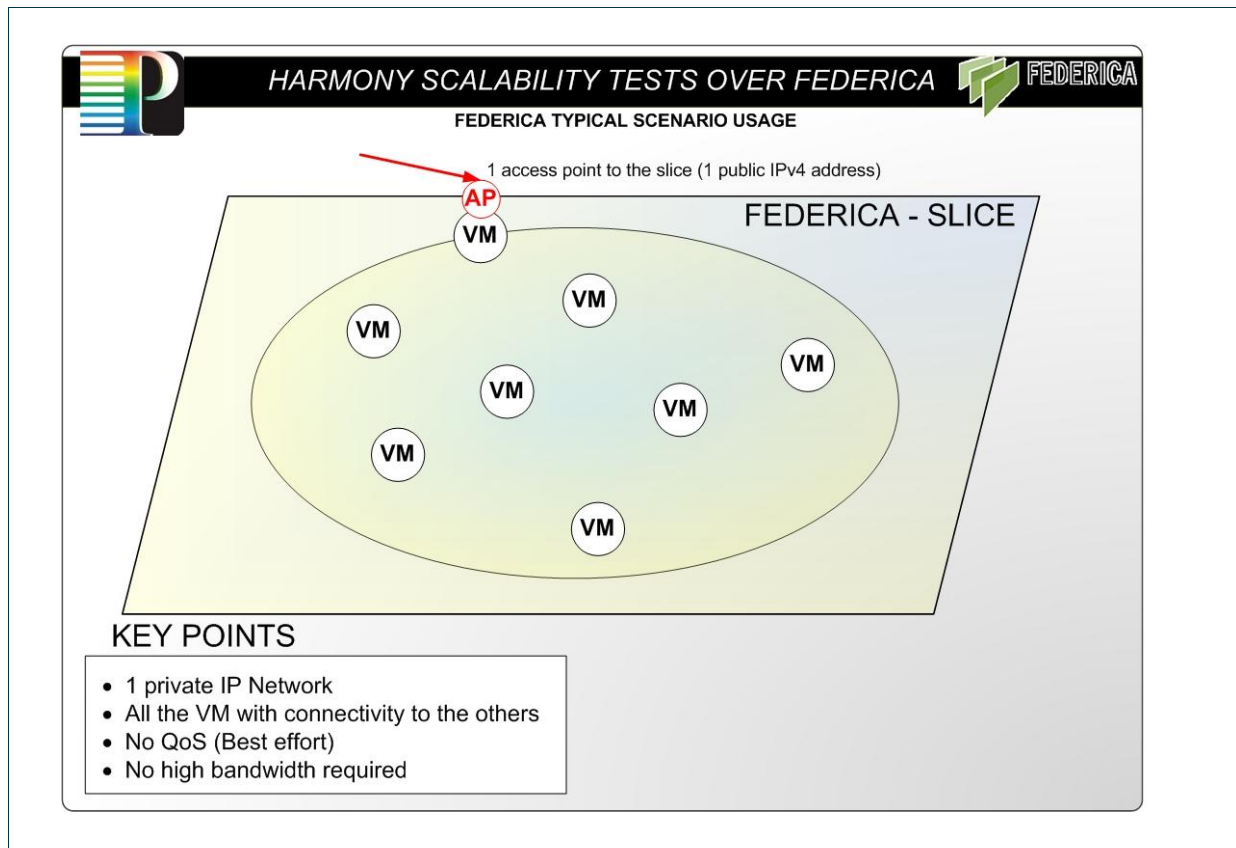 P
HARMONY SCALABILITY TESTS OVER FEDERICA
FEDERICA
FEDERICA TYPICAL SCENARIO USAGE
1 access point to the slice (1 public IPv4 address)
AP
FEDERICA - SLICE
VM
VM
VM
VM
VM
VM
VM
VM
KEY POINTS
• 1 private IP Network
• All the VM with connectivity to the others
• No QoS (Best effort)
• No high bandwidth required